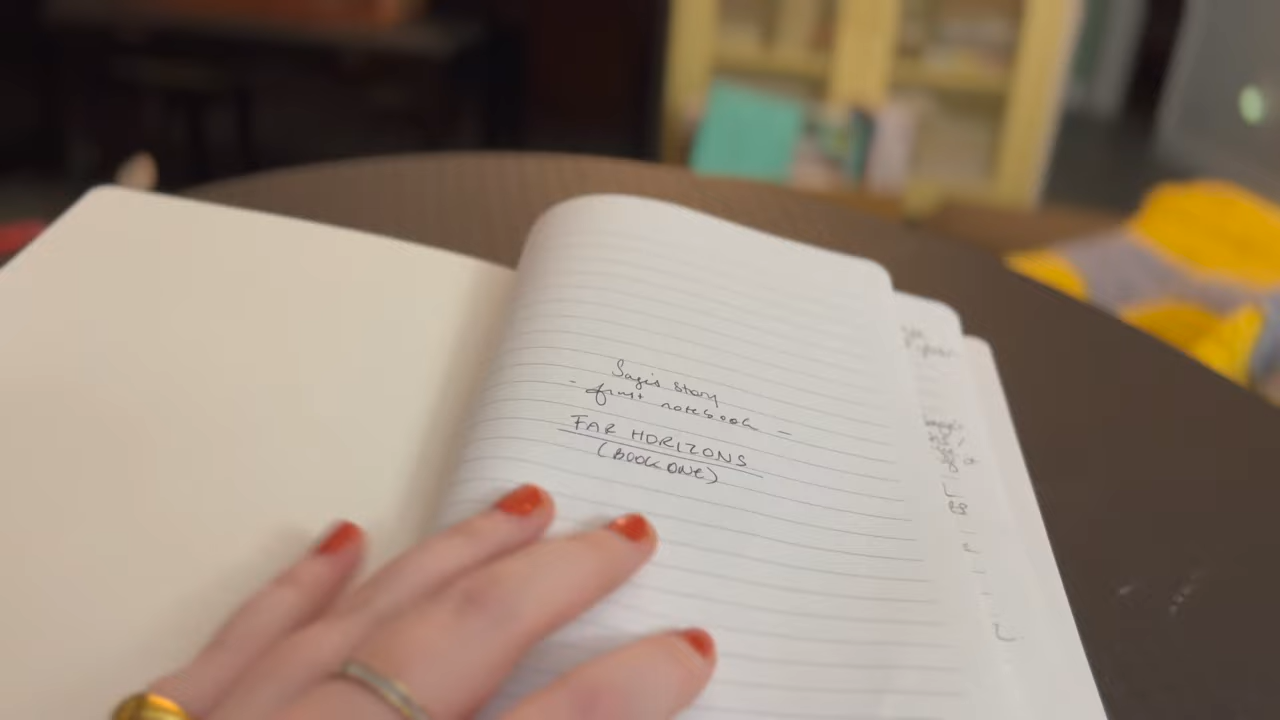 Sagi's story
- first notebook -
FAR HORIZONS
(BOOK ONE)